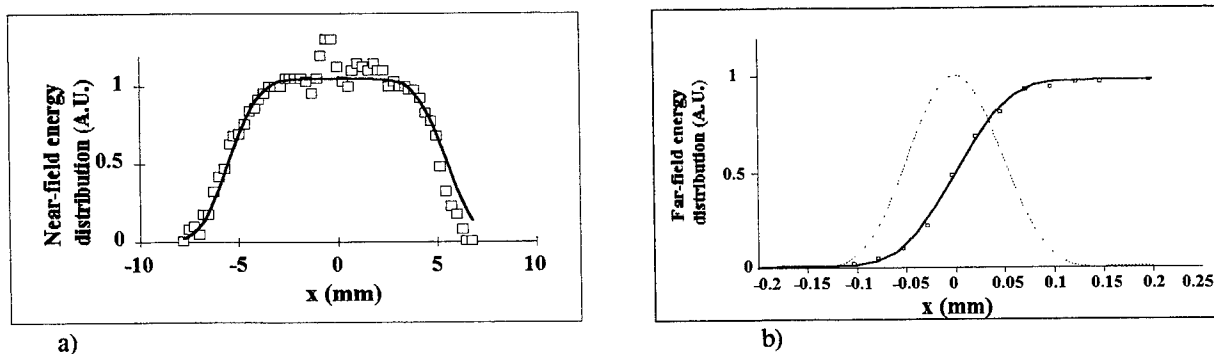 Near-field energy
distribution (A.U.)
1
0.5
0
-10
-5
0
5
10
x (mm)
a)
Far-field energy
distribution (A.U.)
1
0.5
0
-0.2
-0.15
-0.1
-0.05
0
0.05
0.1
0.15
0.2
0.25
x (mm)
b)